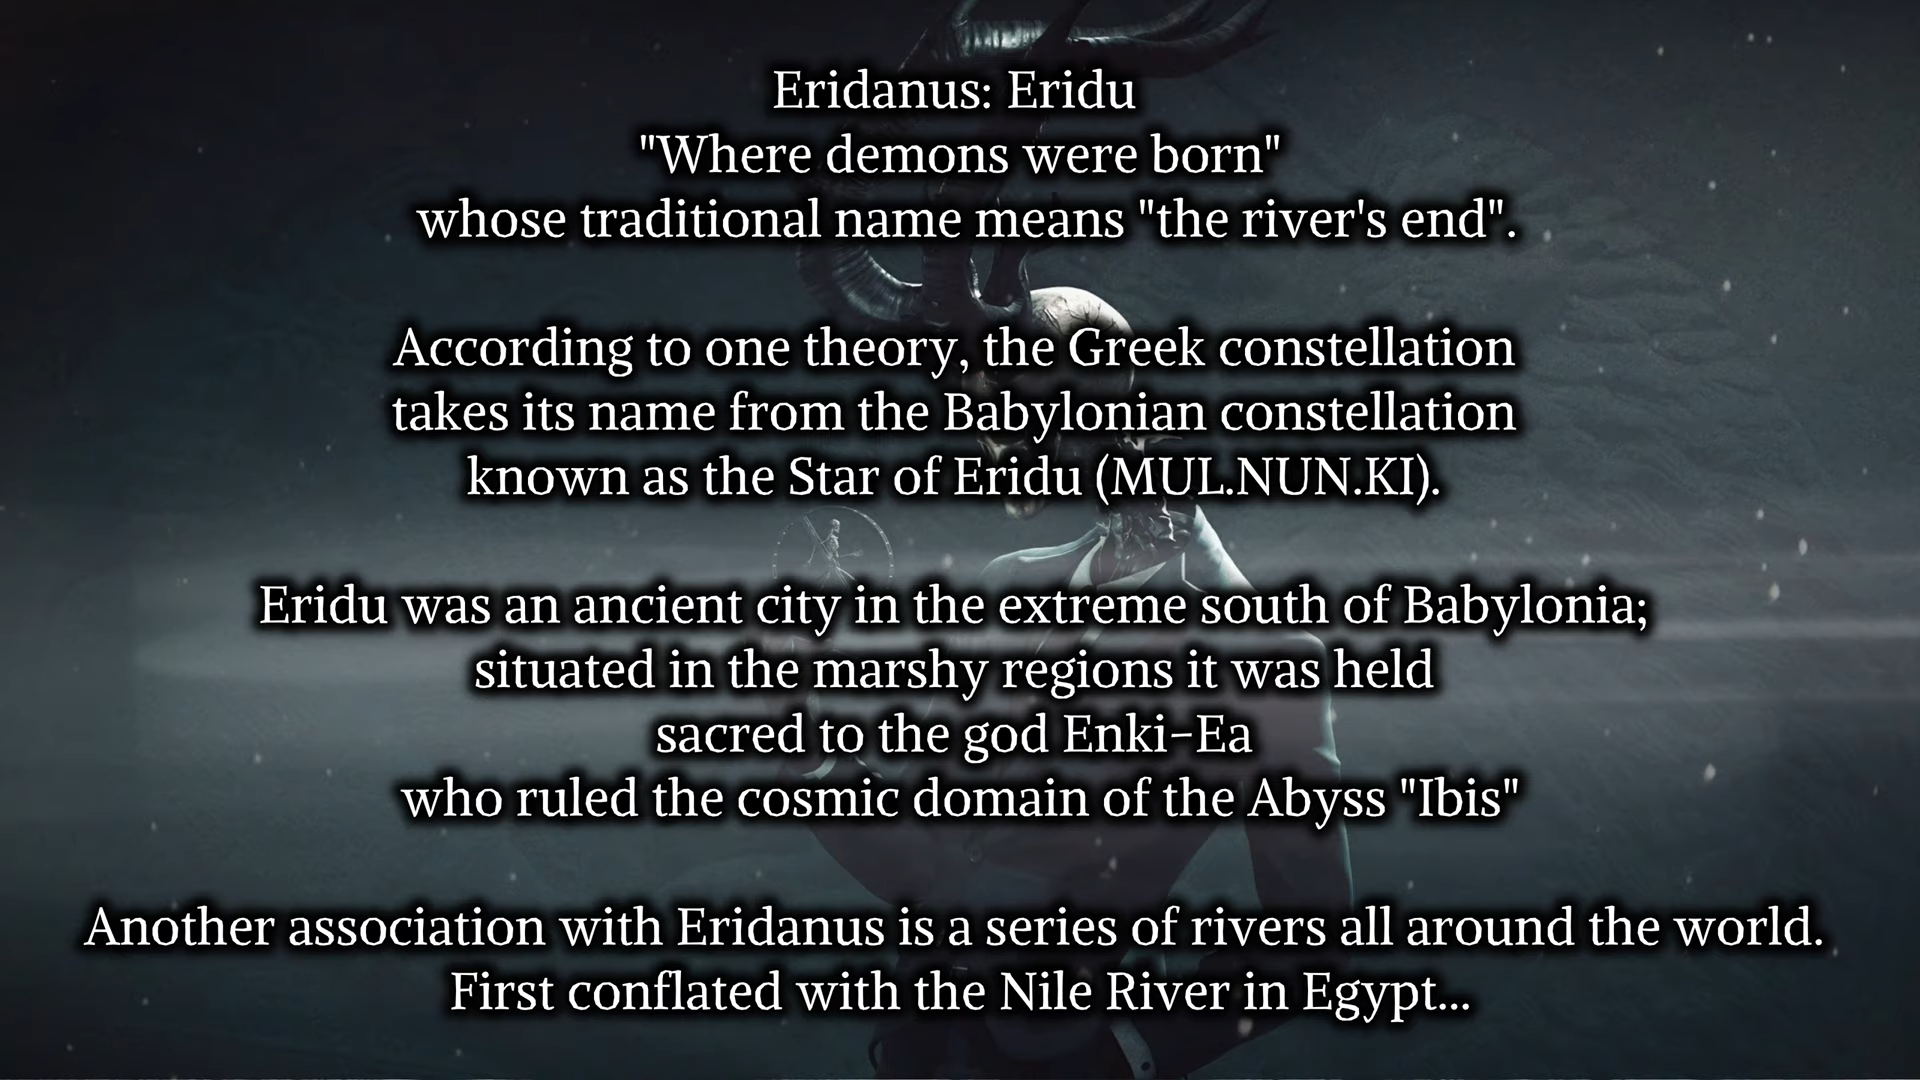 Eridanus: Eridu
"Where demons were born"
whose traditional name means "the river's end".
According to one theory, the Greek constellation
takes its name from the Babylonian constellation
known as the Star of Eridu (MUL.NUN.KI).
Eridu was an ancient city in the extreme south of Babylonia;
situated in the marshy regions it was held
sacred to the god Enki-Ea
who ruled the cosmic domain of the Abyss "Ibis"
Another association with Eridanus is a series of rivers all around the world.
First conflated with the Nile River in Egypt...